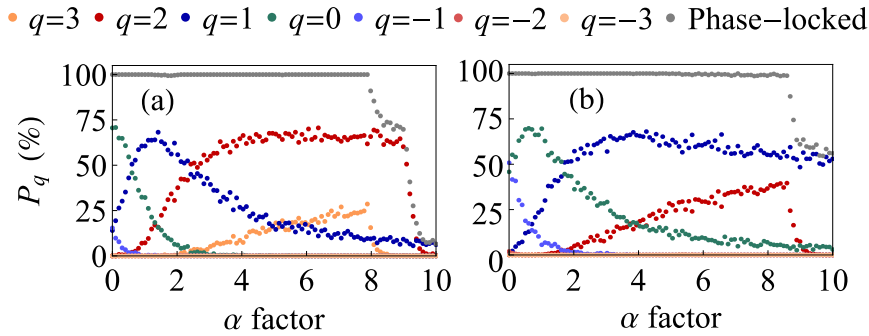 q=3 q=2 q=1 q=0 q=−1 q=−2 q=−3 Phase−locked
(a) (b)
P_q (%)
100 100
75 75
50 50
25 25
0 0
0 2 4 6 8 10 0 2 4 6 8 10
α factor α factor